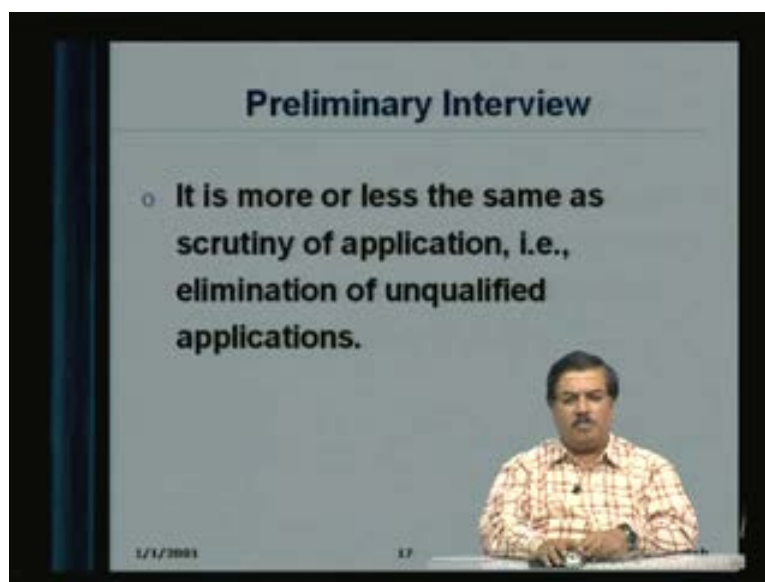 Preliminary Interview
o It is more or less the same as
scrutiny of application, i.e.,
elimination of unqualified
applications.
1/1/2001 17